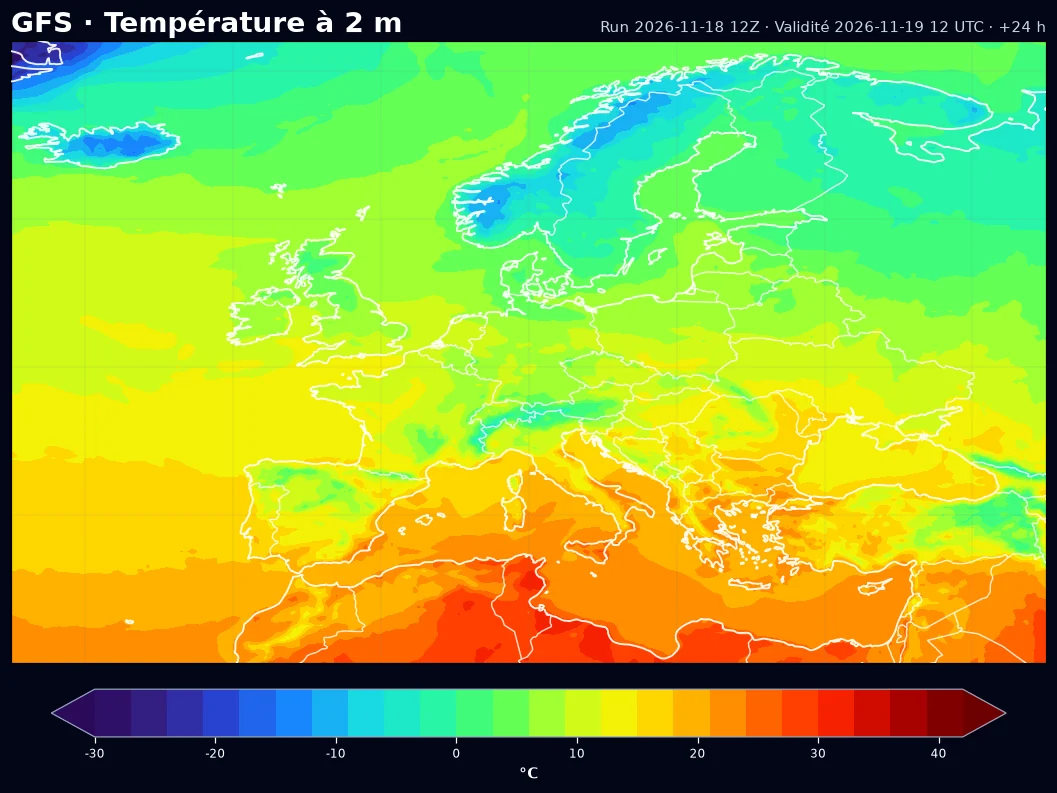 GFS · Température à 2 m
Run 2026-11-18 12Z · Validité 2026-11-19 12 UTC · +24 h
-30 -20 -10 0 10 20 30 40
°C